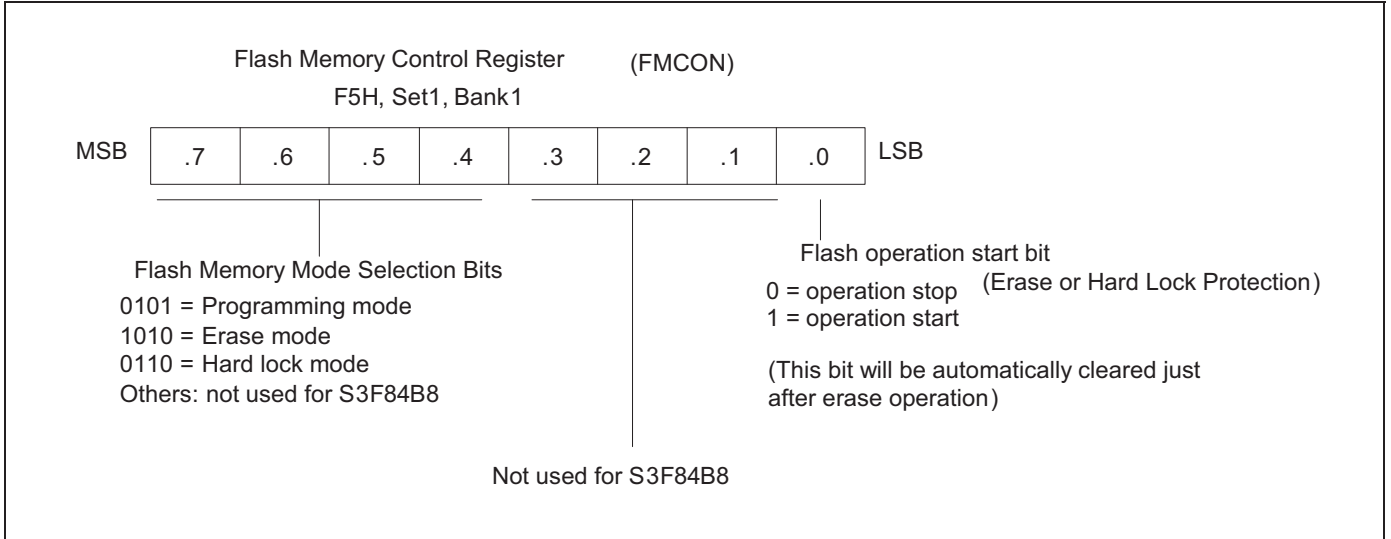 Flash Memory Control Register (FMCON)
F5H, Set1, Bank1
MSB .7 .6 .5 .4 .3 .2 .1 .0 LSB
Flash Memory Mode Selection Bits
0101 = Programming mode
1010 = Erase mode
0110 = Hard lock mode
Others: not used for S3F84B8
Not used for S3F84B8
Flash operation start bit
(Erase or Hard Lock Protection)
0 = operation stop
1 = operation start
(This bit will be automatically cleared just
after erase operation)